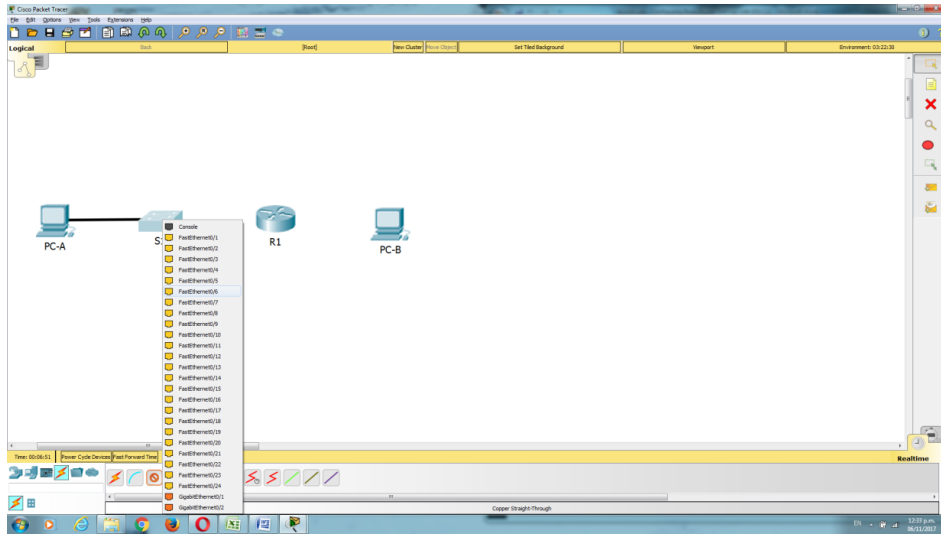 Cisco Packet Tracer
File Edit Options View Tools Extensions Help
Logical
Back
[Root]
New Cluster
Move Object
Set Tiled Background
Viewport
Environment: 03:22:30
PC-A
R1
PC-B
Console
FastEthernet0/1
FastEthernet0/2
FastEthernet0/3
FastEthernet0/4
FastEthernet0/5
FastEthernet0/6
FastEthernet0/7
FastEthernet0/8
FastEthernet0/9
FastEthernet0/10
FastEthernet0/11
FastEthernet0/12
FastEthernet0/13
FastEthernet0/14
FastEthernet0/15
FastEthernet0/16
FastEthernet0/17
FastEthernet0/18
FastEthernet0/19
FastEthernet0/20
FastEthernet0/21
FastEthernet0/22
FastEthernet0/23
FastEthernet0/24
GigabitEthernet0/1
GigabitEthernet0/2
Time: 00:06:51
Power Cycle Devices
Fast Forward Time
Realtime
Copper Straight-Through
EN
12:33 p.m.
06/11/2017